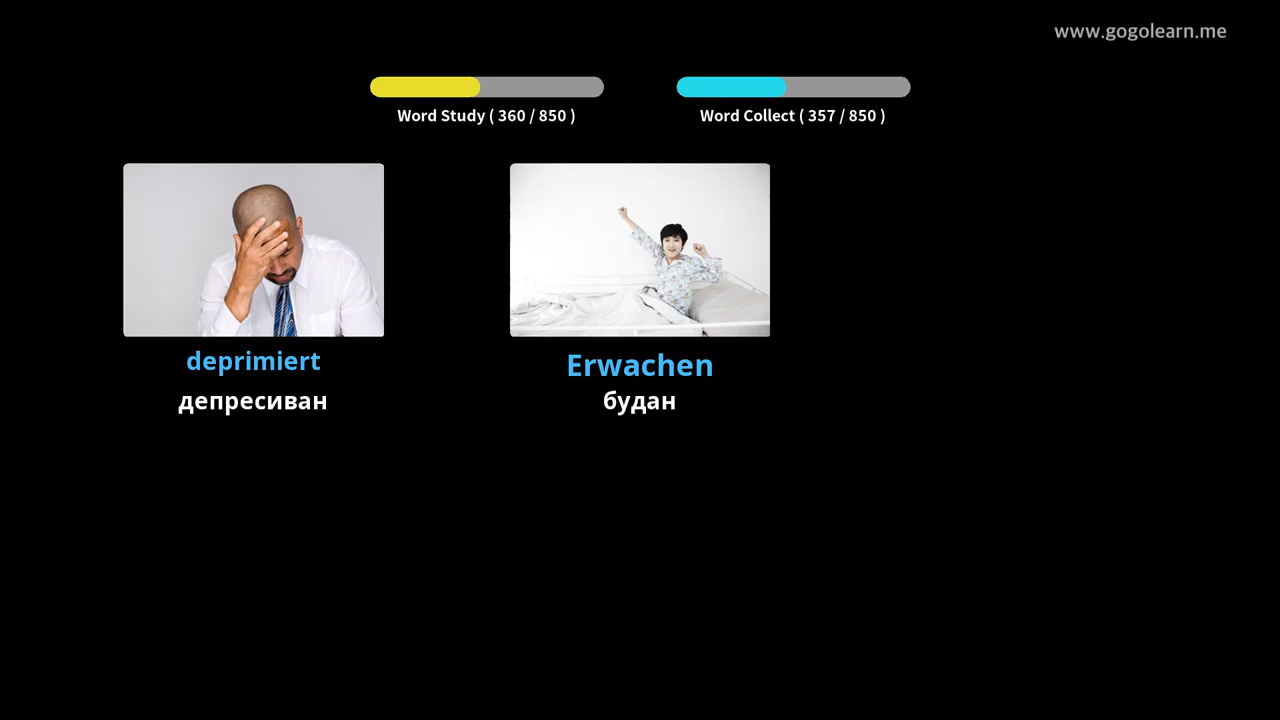 www.gogolearn.me
Word Study ( 360 / 850 )
Word Collect ( 357 / 850 )
deprimiert
депресиван
Erwachen
будан